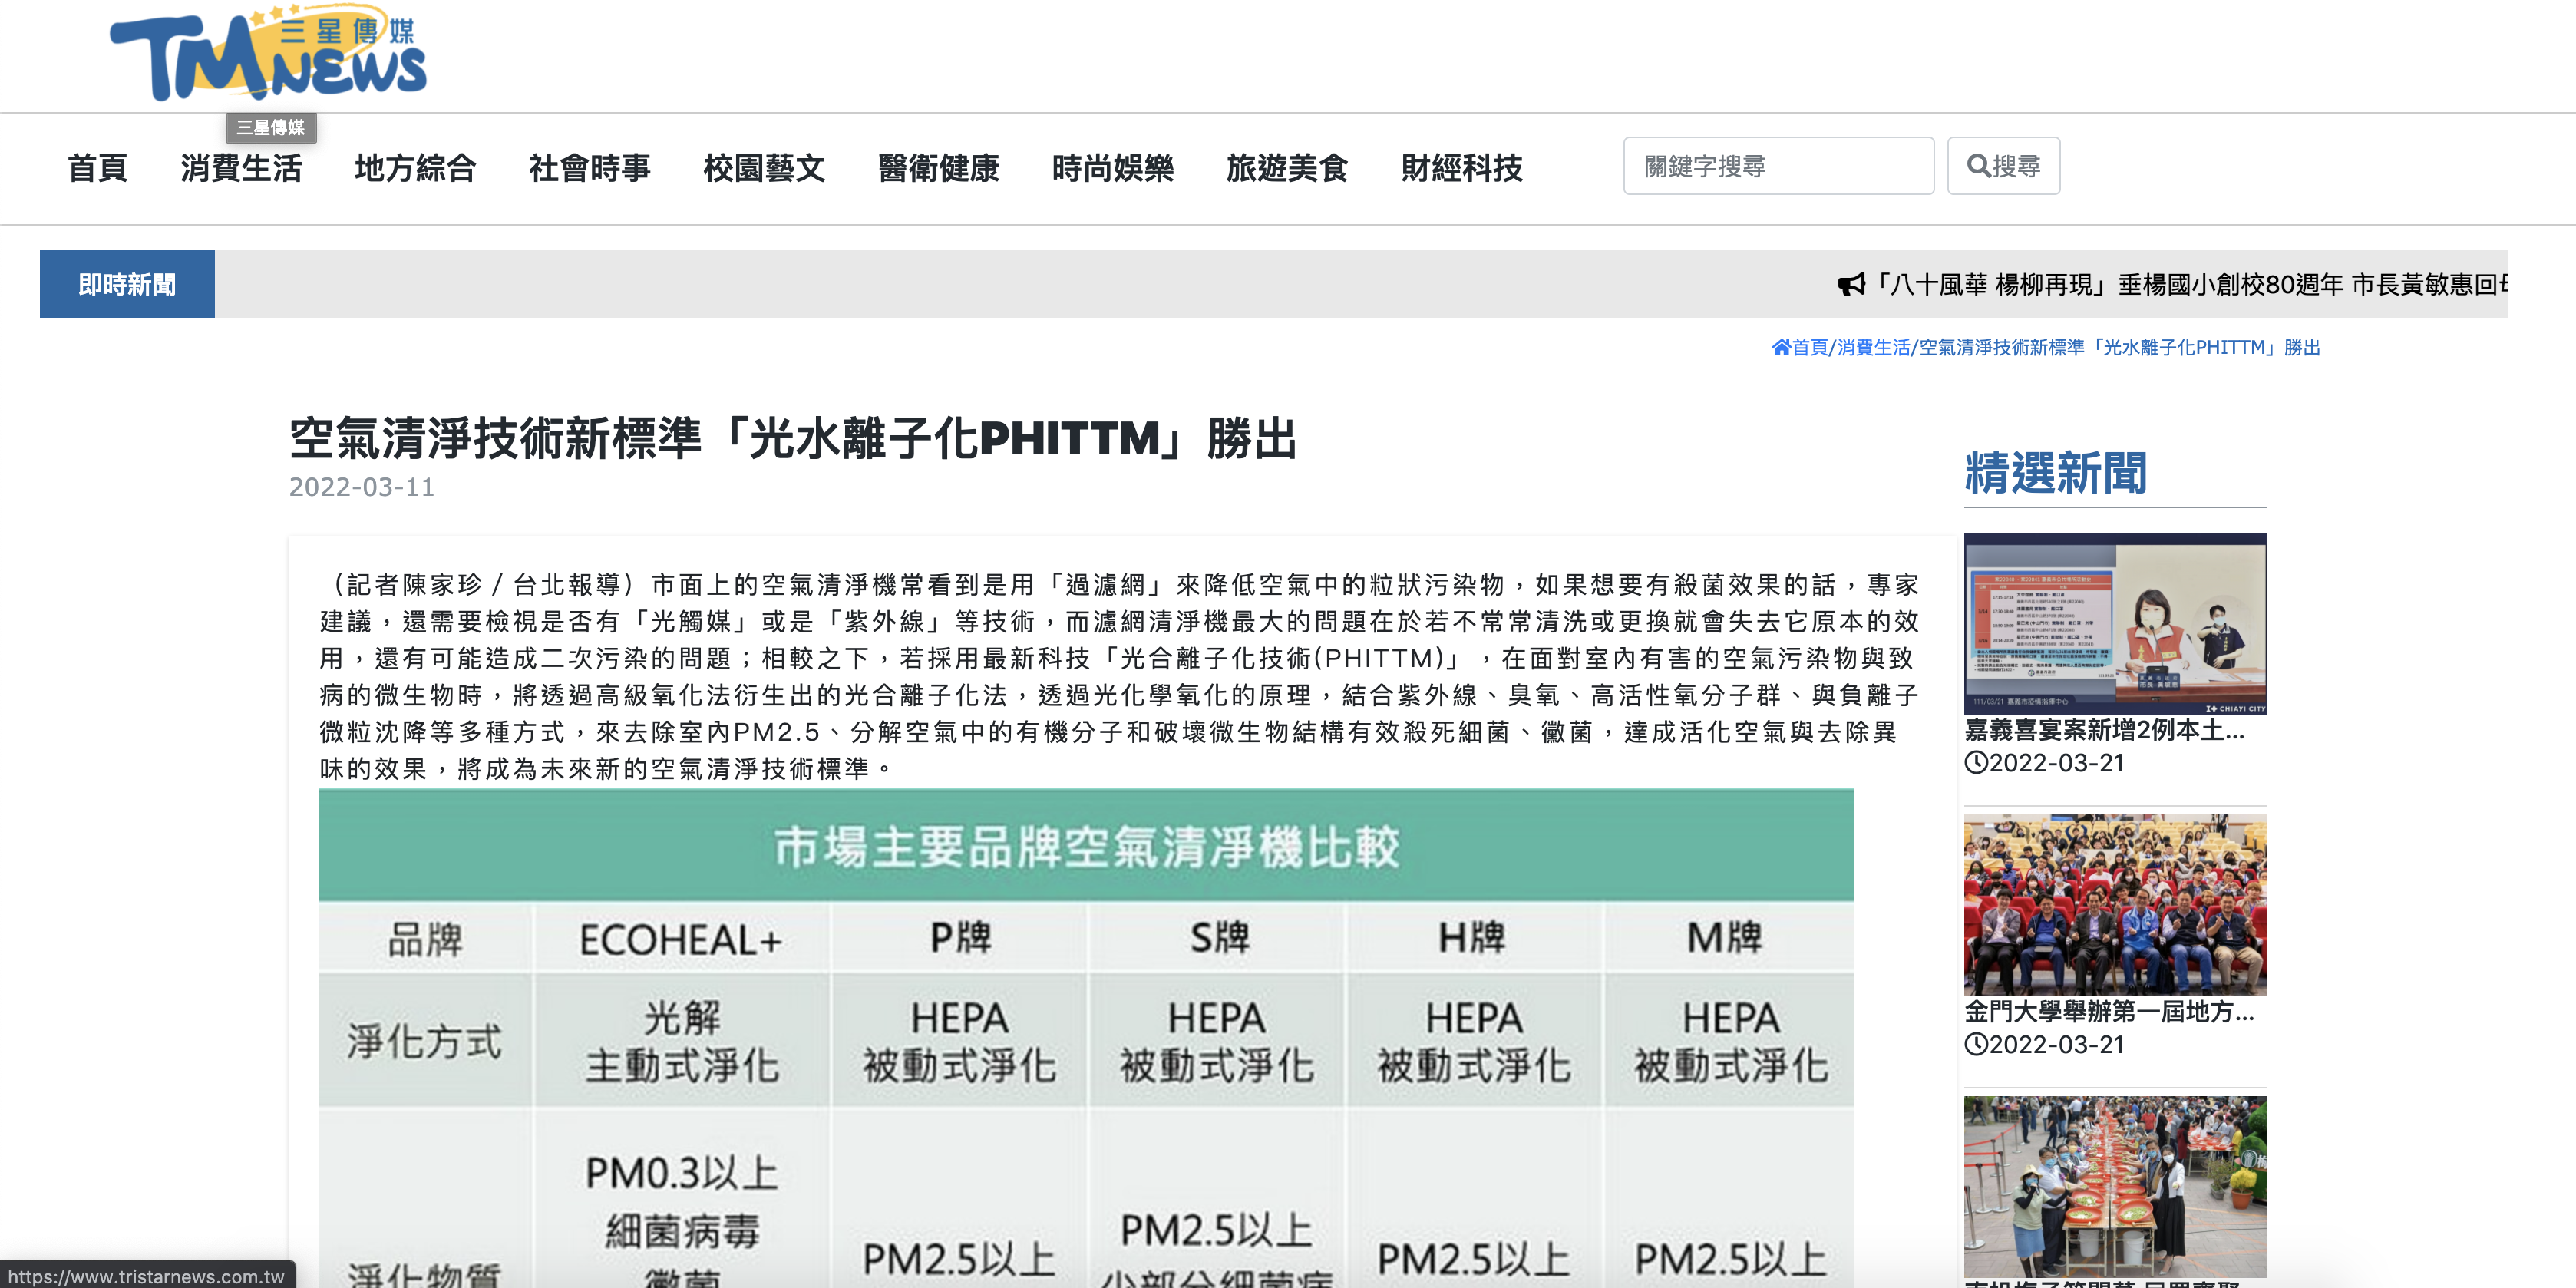 三星傳媒
TMNEWS
三星傳媒
首頁 消費生活 地方綜合 社會時事 校園藝文 醫衛健康 時尚娛樂 旅遊美食 財經科技 關鍵字搜尋 搜尋
即時新聞
「八十風華 楊柳再現」垂楊國小創校80週年 市長黃敏惠回
首頁/消費生活/空氣清淨技術新標準「光水離子化PHITTM」勝出
空氣清淨技術新標準「光水離子化PHITTM」勝出
2022-03-11
（記者陳家珍／台北報導）市面上的空氣清淨機常看到是用「過濾網」來降低空氣中的粒狀污染物，如果想要有殺菌效果的話，專家
建議，還需要檢視是否有「光觸媒」或是「紫外線」等技術，而濾網清淨機最大的問題在於若不常常清洗或更換就會失去它原本的效
用，還有可能造成二次污染的問題；相較之下，若採用最新科技「光合離子化技術(PHITTM)」，在面對室內有害的空氣污染物與致
病的微生物時，將透過高級氧化法衍生出的光合離子化法，透過光化學氧化的原理，結合紫外線、臭氧、高活性氧分子群、與負離子
微粒沈降等多種方式，來去除室內PM2.5、分解空氣中的有機分子和破壞微生物結構有效殺死細菌、黴菌，達成活化空氣與去除異
味的效果，將成為未來新的空氣清淨技術標準。
市場主要品牌空氣清淨機比較
品牌 ECOHEAL+ P牌 S牌 H牌 M牌
淨化方式 光解 主動式淨化 HEPA 被動式淨化 HEPA 被動式淨化 HEPA 被動式淨化 HEPA 被動式淨化
淨化物質 PM0.3以上 細菌病毒 黴菌 PM2.5以上 PM2.5以上 少部分細菌病 PM2.5以上 PM2.5以上
精選新聞
CHIAYI CITY
嘉義喜宴案新增2例本土...
2022-03-21
金門大學舉辦第一屆地方...
2022-03-21
https://www.tristarnews.com.tw